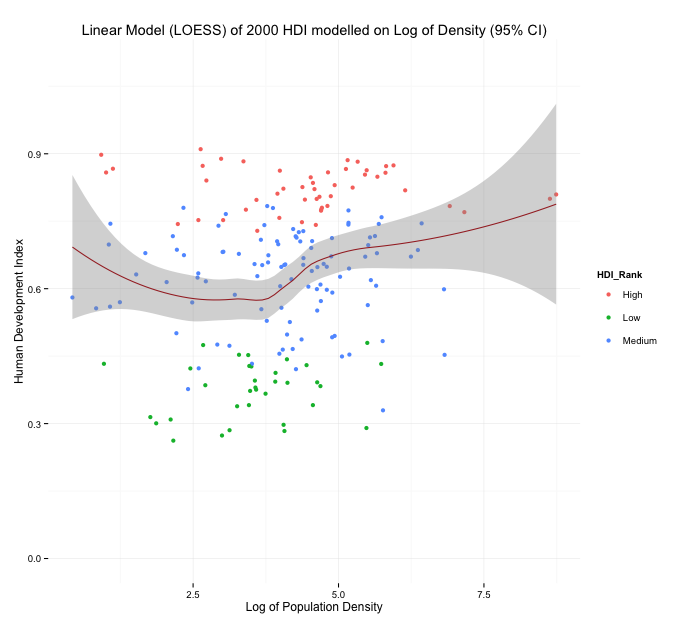 Linear Model (LOESS) of 2000 HDI modelled on Log of Density (95% CI)
Human Development Index
0.9
0.6
0.3
0.0
2.5 5.0 7.5
Log of Population Density
HDI_Rank
High
Low
Medium